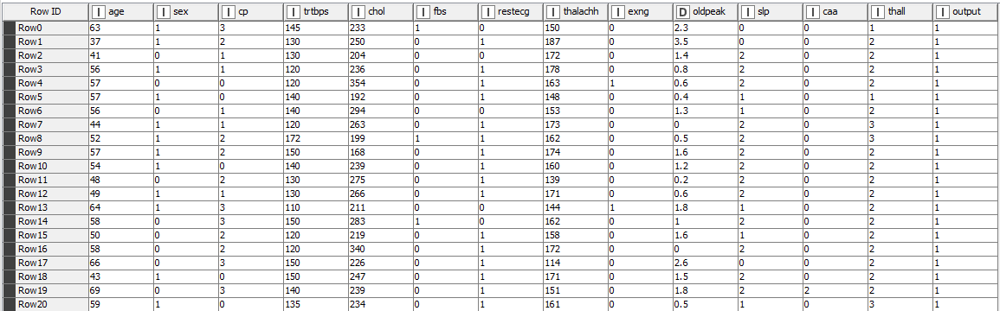 Row ID I age I sex I cp I trtbps I chol I fbs I restecg I thalachh I exng D oldpeak I slp I caa I thall I output
Row0 63 1 3 145 233 1 0 150 0 2.3 0 0 1 1
Row1 37 1 2 130 250 0 1 187 0 3.5 0 0 2 1
Row2 41 0 1 130 204 0 0 172 0 1.4 2 0 2 1
Row3 56 1 1 120 236 0 1 178 0 0.8 2 0 2 1
Row4 57 0 0 120 354 0 1 163 1 0.6 2 0 2 1
Row5 57 1 0 140 192 0 1 148 0 0.4 1 0 1 1
Row6 56 0 1 140 294 0 0 153 0 1.3 1 0 2 1
Row7 44 1 1 120 263 0 1 173 0 0 2 0 3 1
Row8 52 1 2 172 199 1 1 162 0 0.5 2 0 3 1
Row9 57 1 2 150 168 0 1 174 0 1.6 2 0 2 1
Row10 54 1 0 140 239 0 1 160 0 1.2 2 0 2 1
Row11 48 0 2 130 275 0 1 139 0 0.2 2 0 2 1
Row12 49 1 1 130 266 0 1 171 0 0.6 2 0 2 1
Row13 64 1 3 110 211 0 0 144 1 1.8 1 0 2 1
Row14 58 0 3 150 283 1 0 162 0 1 2 0 2 1
Row15 50 0 2 120 219 0 1 158 0 1.6 1 0 2 1
Row16 58 0 2 120 340 0 1 172 0 0 2 0 2 1
Row17 66 0 3 150 226 0 1 114 0 2.6 0 0 2 1
Row18 43 1 0 150 247 0 1 171 0 1.5 2 0 2 1
Row19 69 0 3 140 239 0 1 151 0 1.8 2 2 2 1
Row20 59 1 0 135 234 0 1 161 0 0.5 1 0 3 1